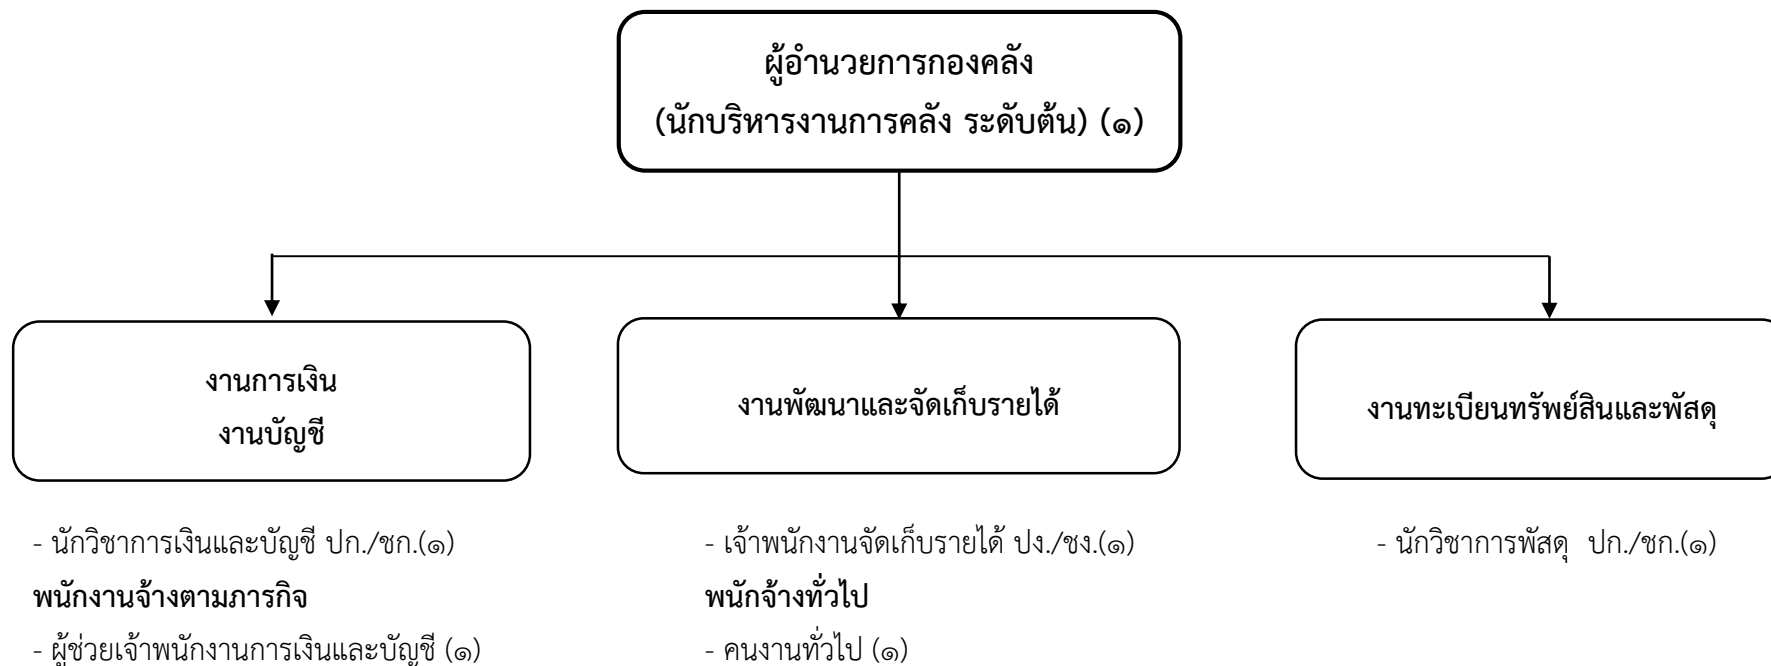 ผู้อำนวยการกองคลัง
(นักบริหารงานการคลัง ระดับต้น) (๑)
งานการเงิน
งานบัญชี
งานพัฒนาและจัดเก็บรายได้
งานทะเบียนทรัพย์สินและพัสดุ
- นักวิชาการเงินและบัญชี ปก./ชก.(๑)
พนักงานจ้างตามภารกิจ
- ผู้ช่วยเจ้าพนักงานการเงินและบัญชี (๑)
- เจ้าพนักงานจัดเก็บรายได้ ปง./ชง.(๑)
พนักจ้างทั่วไป
- คนงานทั่วไป (๑)
- นักวิชาการพัสดุ ปก./ชก.(๑)